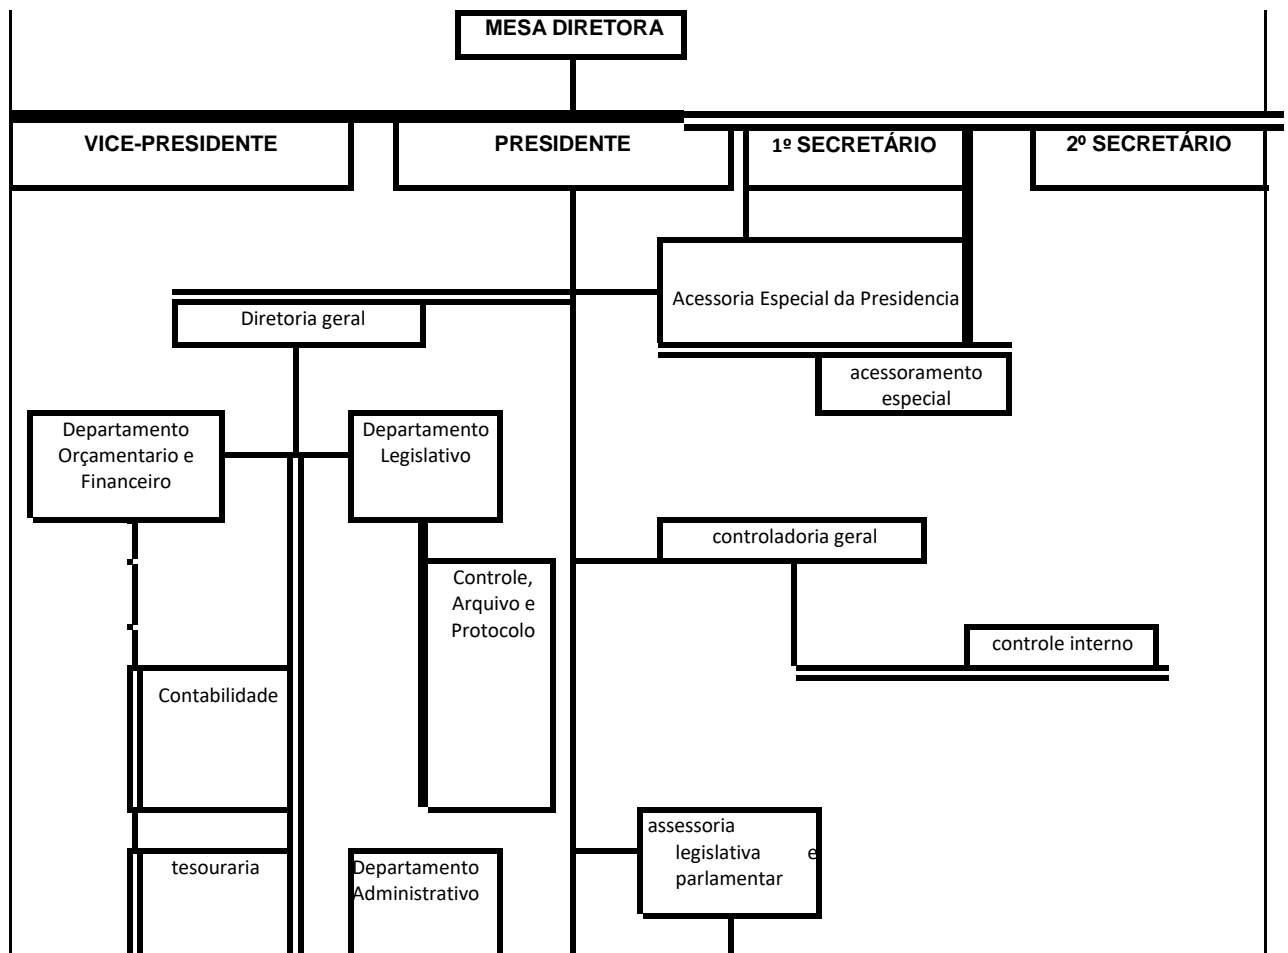 MESA DIRETORA
VICE-PRESIDENTE
PRESIDENTE
1º SECRETÁRIO
2º SECRETÁRIO
Acessoria Especial da Presidencia
Diretoria geral
acessoramento
especial
Departamento
Orçamentario e
Financeiro
Departamento
Legislativo
controladoria geral
Controle,
Arquivo e
Protocolo
controle interno
Contabilidade
assessoria
legislativa e
parlamentar
tesouraria
Departamento
Administrativo